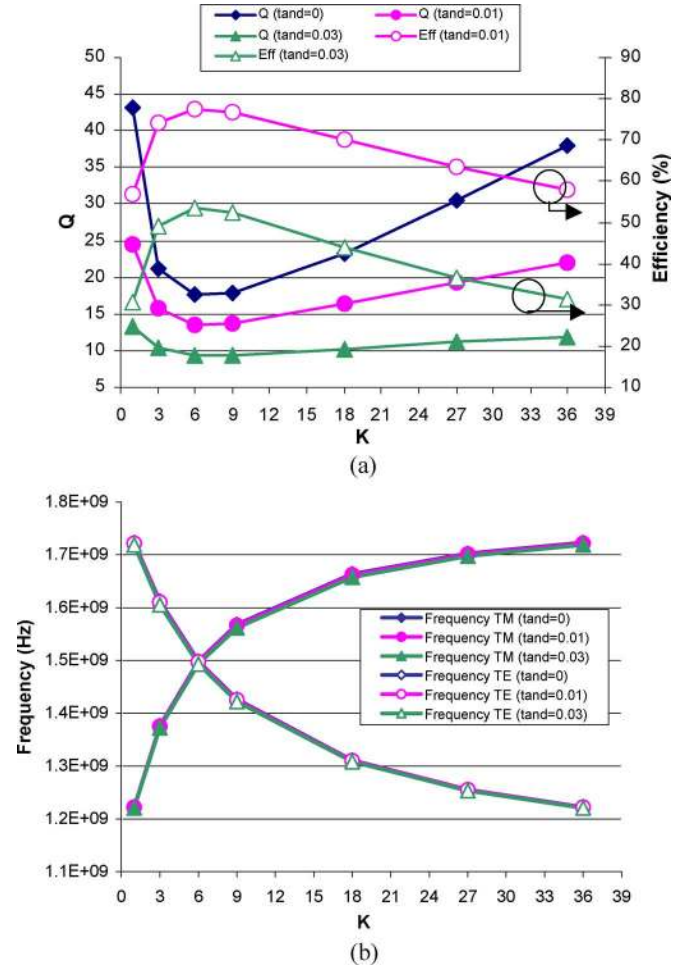 Q (tand=0) Q (tand=0.01)
Q (tand=0.03) Eff (tand=0.01)
Eff (tand=0.03)
50 90
45 80
40 70
35 60
30 50
25 40
20 30
15 20
10 10
5
Q
Efficiency (%)
0 3 6 9 12 15 18 21 24 27 30 33 36 39
K
(a)
1.8E+09
1.7E+09
1.6E+09
1.5E+09
1.4E+09
1.3E+09
1.2E+09
1.1E+09
Frequency (Hz)
Frequency TM (tand=0)
Frequency TM (tand=0.01)
Frequency TM (tand=0.03)
Frequency TE (tand=0)
Frequency TE (tand=0.01)
Frequency TE (tand=0.03)
0 3 6 9 12 15 18 21 24 27 30 33 36 39
K
(b)